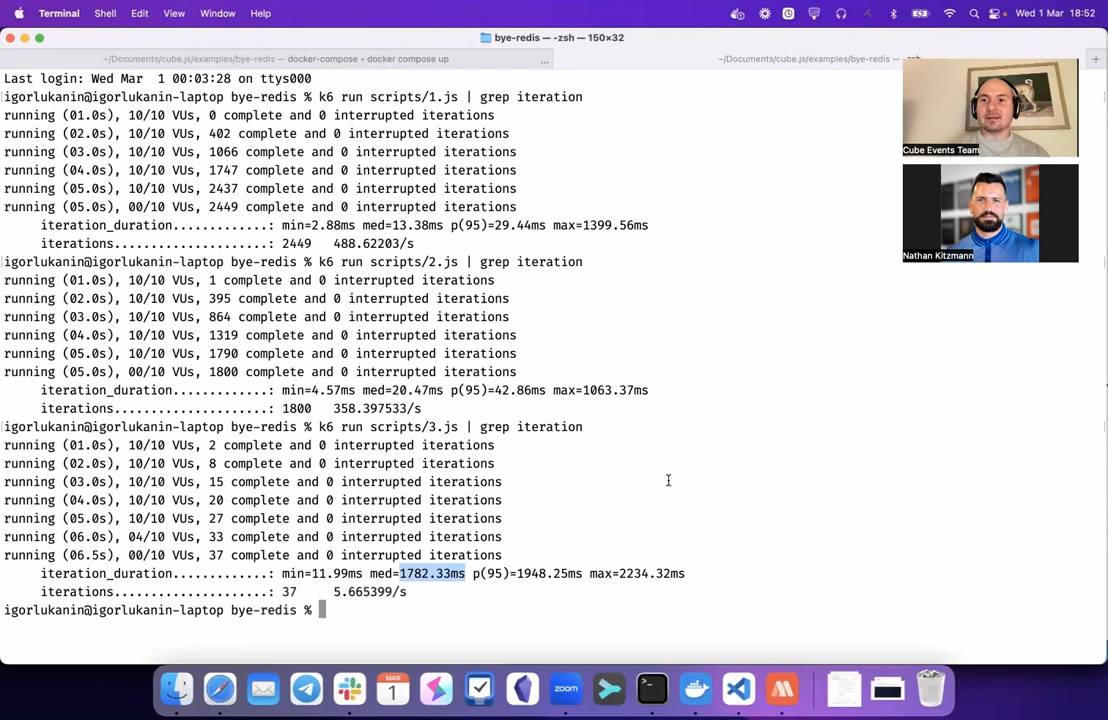 Terminal Shell Edit View Window Help Wed 1 Mar 18:52
bye-redis — -zsh — 150×32
~/Documents/cube.js/examples/bye-redis — docker-compose • docker compose up ... ~/Documents/cube.js/examples/bye-redis — -zsh +
Last login: Wed Mar  1 00:03:28 on ttys000
igorlukanin@igorlukanin-laptop bye-redis % k6 run scripts/1.js | grep iteration
running (01.0s), 10/10 VUs, 0 complete and 0 interrupted iterations
running (02.0s), 10/10 VUs, 402 complete and 0 interrupted iterations
running (03.0s), 10/10 VUs, 1066 complete and 0 interrupted iterations
running (04.0s), 10/10 VUs, 1747 complete and 0 interrupted iterations
running (05.0s), 10/10 VUs, 2437 complete and 0 interrupted iterations
running (05.0s), 00/10 VUs, 2449 complete and 0 interrupted iterations
iteration_duration.............: min=2.88ms med=13.38ms p(95)=29.44ms max=1399.56ms
iterations.....................: 2449   488.62203/s
igorlukanin@igorlukanin-laptop bye-redis % k6 run scripts/2.js | grep iteration
running (01.0s), 10/10 VUs, 1 complete and 0 interrupted iterations
running (02.0s), 10/10 VUs, 395 complete and 0 interrupted iterations
running (03.0s), 10/10 VUs, 864 complete and 0 interrupted iterations
running (04.0s), 10/10 VUs, 1319 complete and 0 interrupted iterations
running (05.0s), 10/10 VUs, 1790 complete and 0 interrupted iterations
running (05.0s), 00/10 VUs, 1800 complete and 0 interrupted iterations
iteration_duration.............: min=4.57ms med=20.47ms p(95)=42.86ms max=1063.37ms
iterations.....................: 1800   358.397533/s
igorlukanin@igorlukanin-laptop bye-redis % k6 run scripts/3.js | grep iteration
running (01.0s), 10/10 VUs, 2 complete and 0 interrupted iterations
running (02.0s), 10/10 VUs, 8 complete and 0 interrupted iterations
running (03.0s), 10/10 VUs, 15 complete and 0 interrupted iterations
running (04.0s), 10/10 VUs, 20 complete and 0 interrupted iterations
running (05.0s), 10/10 VUs, 27 complete and 0 interrupted iterations
running (06.0s), 04/10 VUs, 33 complete and 0 interrupted iterations
running (06.5s), 00/10 VUs, 37 complete and 0 interrupted iterations
iteration_duration.............: min=11.99ms med=1782.33ms p(95)=1948.25ms max=2234.32ms
iterations.....................: 37     5.665399/s
igorlukanin@igorlukanin-laptop bye-redis %
Cube Events Team
Nathan Kitzmann
MAR
1
zoom